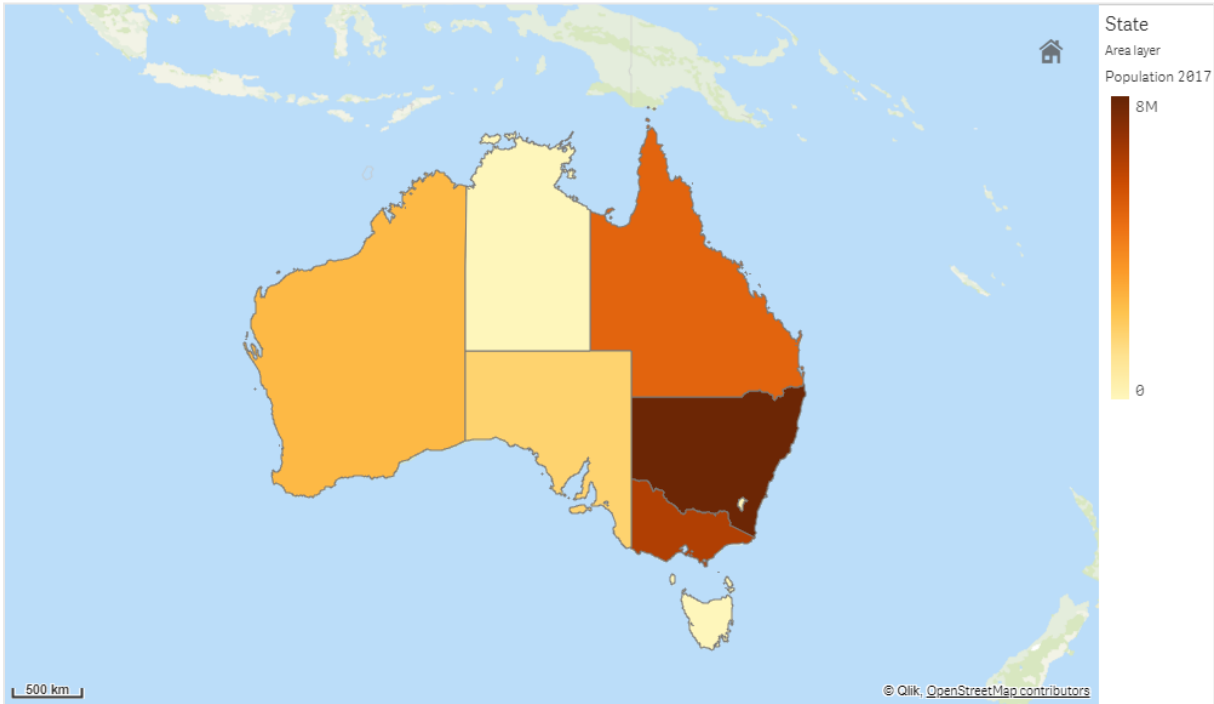 State
Area layer
Population 2017
8M
0
500 km
© Qlik, OpenStreetMap contributors